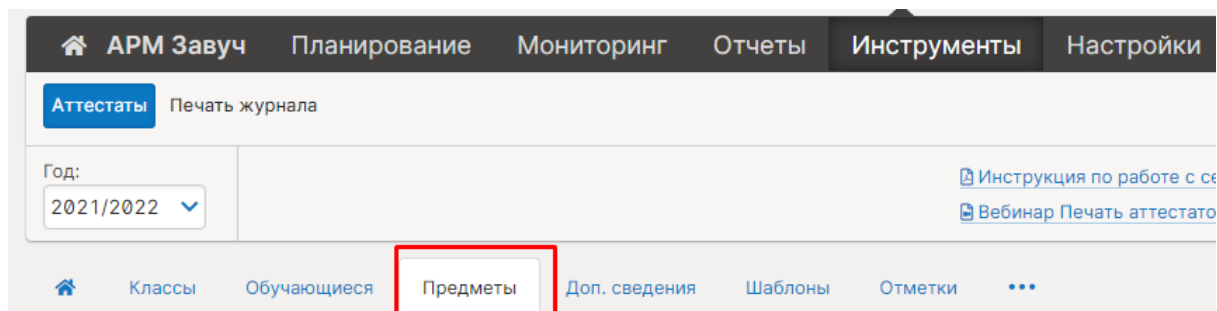 АРМ Завуч Планирование Мониторинг Отчеты Инструменты Настройки
Аттестаты Печать журнала
Год:
2021/2022
Инструкция по работе с се
Вебинар Печать аттестато
Классы Обучающиеся Предметы Доп. сведения Шаблоны Отметки •••